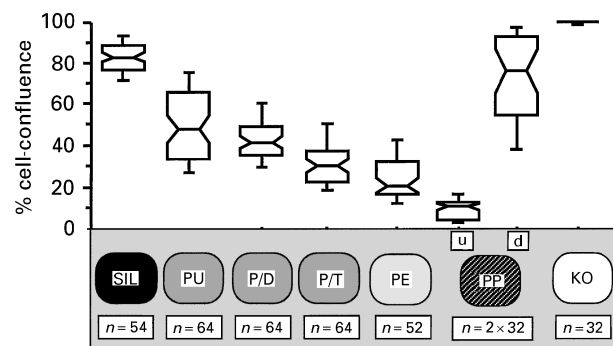 % cell-confluence
100
80
60
40
20
0
u d
SIL PU P/D P/T PE PP KO
n = 54 n = 64 n = 64 n = 64 n = 52 n = 2 × 32 n = 32